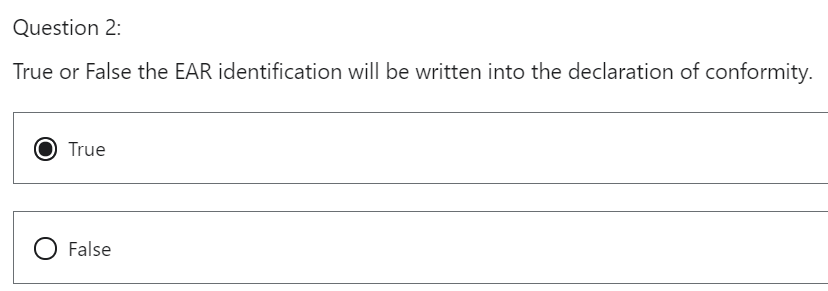 Question 2:
True or False the EAR identification will be written into the declaration of conformity.
True
False